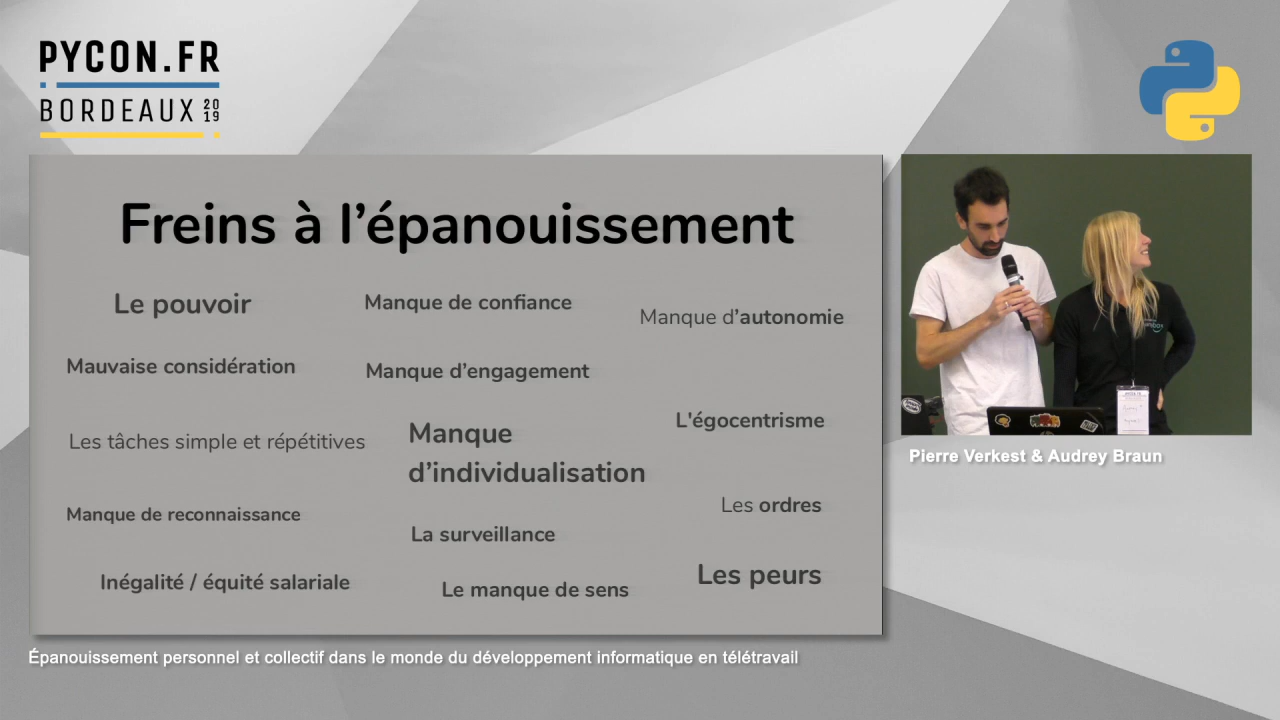 PYCON.FR
BORDEAUX 2019
Freins à l’épanouissement
Le pouvoir
Manque de confiance
Manque d’autonomie
Mauvaise considération
Manque d’engagement
L'égocentrisme
Les tâches simple et répétitives
Manque
d’individualisation
Les ordres
Manque de reconnaissance
La surveillance
Les peurs
Inégalité / équité salariale
Le manque de sens
Pierre Verkest & Audrey Braun
Épanouissement personnel et collectif dans le monde du développement informatique en télétravail